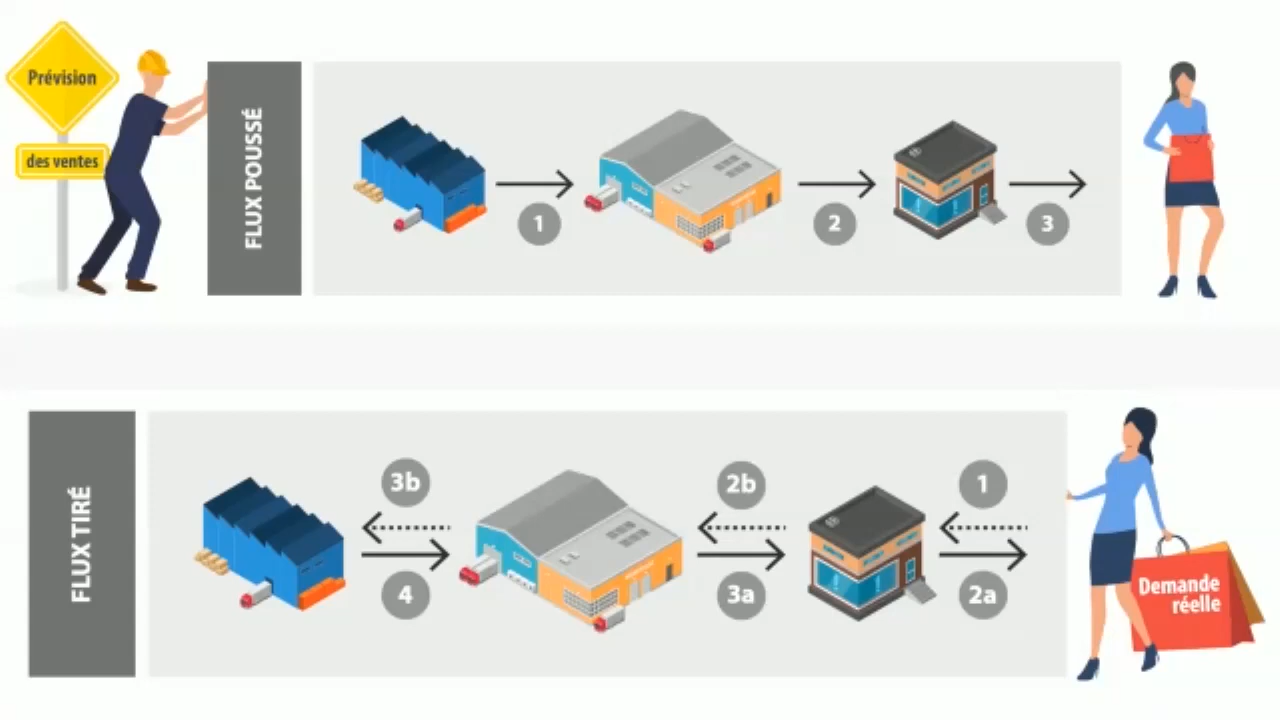 Prévision
des ventes
FLUX POUSSÉ
1
2
3
FLUX TIRÉ
3b
2b
1
4
3a
2a
Demande
réelle